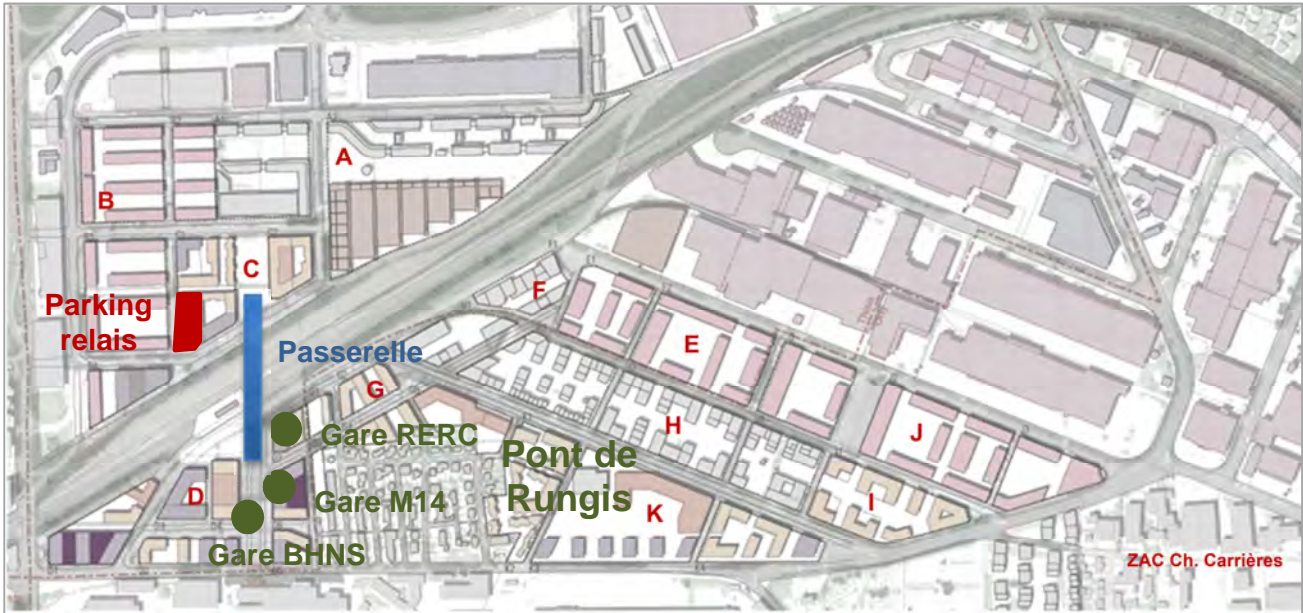 A
B
C
Parking
relais
F
Passerelle
E
G
H
J
Gare RERC
Pont de
Rungis
D
Gare M14
I
K
Gare BHNS
ZAC Ch. Carrières